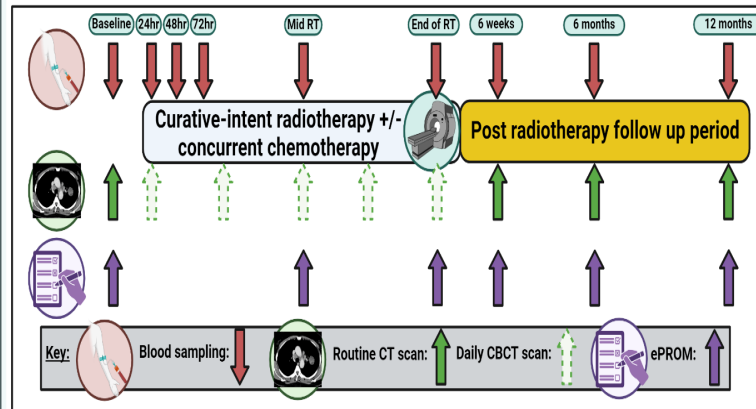 Baseline 24hr 48hr 72hr Mid RT End of RT 6 weeks 6 months 12 months
Curative-intent radiotherapy +/-
concurrent chemotherapy
Post radiotherapy follow up period
Key: Blood sampling: Routine CT scan: Daily CBCT scan: ePROM: